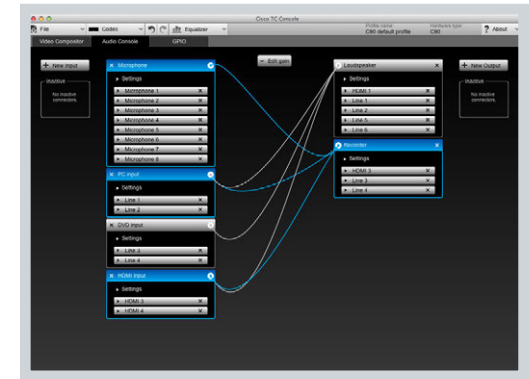 Cisco TC Console
File
Codec
Equalizer
Profile name:
C90 default profile
Hardware type:
C90
? About
Video Compositor
Audio Console
GPIO
+ New Input
Inactive
No inactive
connectors.
× Microphone
Settings
Microphone 1 ×
Microphone 2 ×
Microphone 3 ×
Microphone 4 ×
Microphone 5 ×
Microphone 6 ×
Microphone 7 ×
Microphone 8 ×
× PC input
Settings
Line 1 ×
Line 2 ×
× DVD input
Settings
Line 3 ×
Line 4 ×
× HDMI input
Settings
HDMI 3 ×
HDMI 4 ×
Edit gain
Loudspeaker ×
Settings
HDMI 1 ×
Line 1 ×
Line 2 ×
Line 5 ×
Line 6 ×
Recorder ×
Settings
HDMI 3 ×
Line 3 ×
Line 4 ×
+ New Output
Inactive
No inactive
connectors.